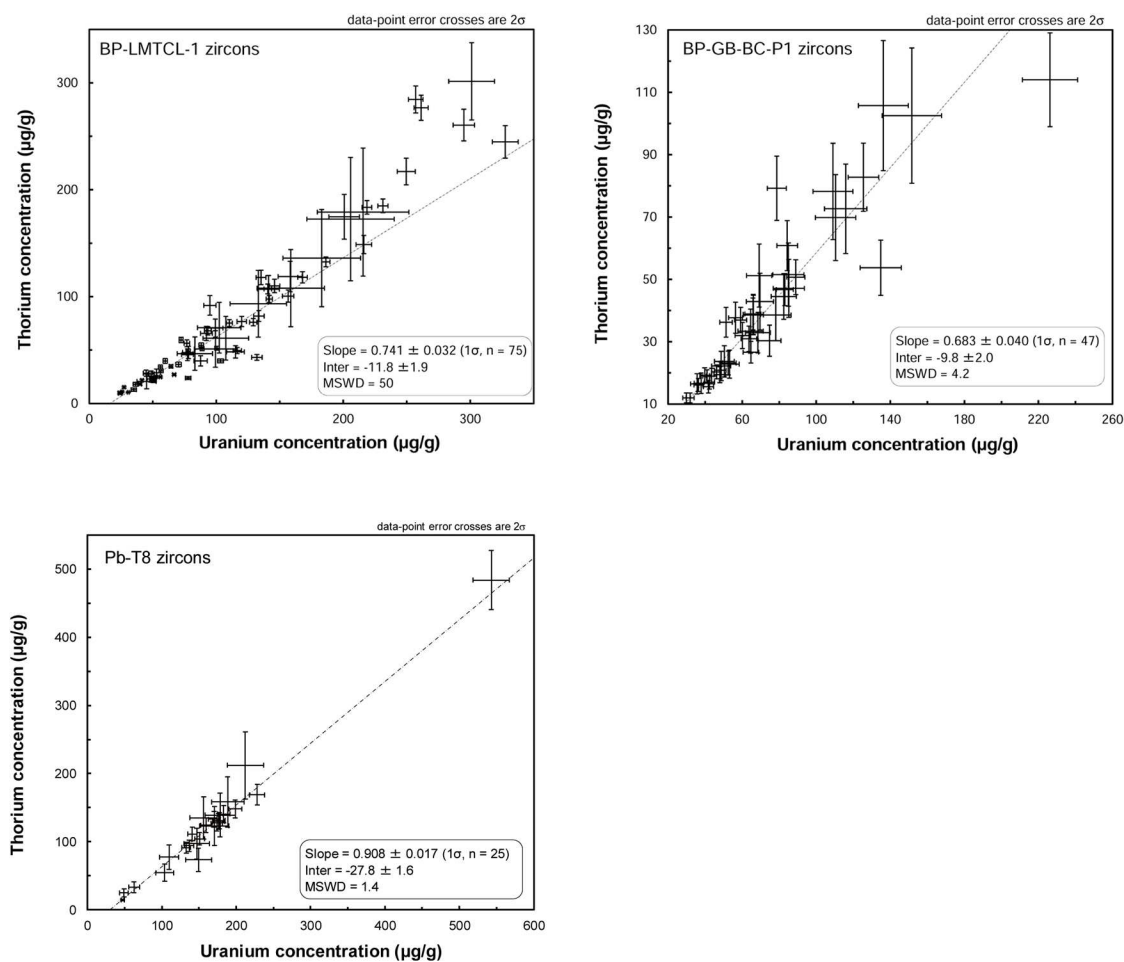 data-point error crosses are 2σ
BP-LMTCL-1 zircons
Thorium concentration (µg/g)
300
200
100
0
Slope = 0.741 ± 0.032 (1σ, n = 75)
Inter = -11.8 ±1.9
MSWD = 50
0 50 100 150 200 250 300
Uranium concentration (µg/g)
data-point error crosses are 2σ
BP-GB-BC-P1 zircons
Thorium concentration (µg/g)
130
110
90
70
50
30
10
Slope = 0.683 ± 0.040 (1σ, n = 47)
Inter = -9.8 ±2.0
MSWD = 4.2
20 60 100 140 180 220 260
Uranium concentration (µg/g)
data-point error crosses are 2σ
Pb-T8 zircons
Thorium concentration (µg/g)
500
400
300
200
100
0
Slope = 0.908 ± 0.017 (1σ, n = 25)
Inter = -27.8 ± 1.6
MSWD = 1.4
0 100 200 300 400 500 600
Uranium concentration (µg/g)